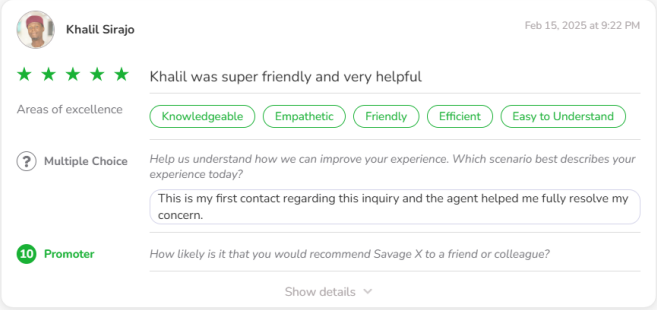 Khalil Sirajo
Feb 15, 2025 at 9:22 PM
Khalil was super friendly and very helpful
Areas of excellence
Knowledgeable
Empathetic
Friendly
Efficient
Easy to Understand
Multiple Choice
Help us understand how we can improve your experience. Which scenario best describes your
experience today?
This is my first contact regarding this inquiry and the agent helped me fully resolve my
concern.
10 Promoter
How likely is it that you would recommend Savage X to a friend or colleague?
Show details